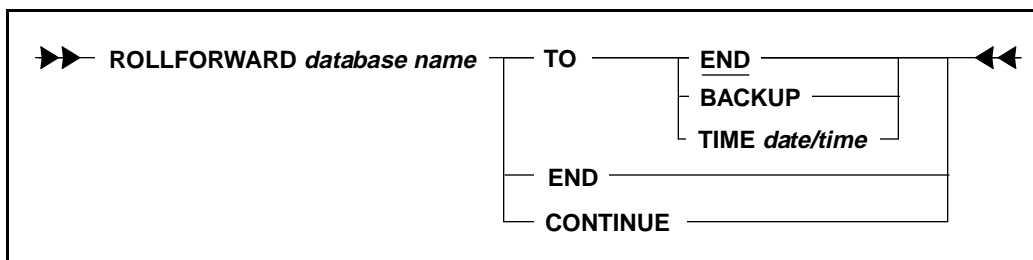 ROLLFORWARD database name TO END
BACKUP
TIME date/time
END
CONTINUE